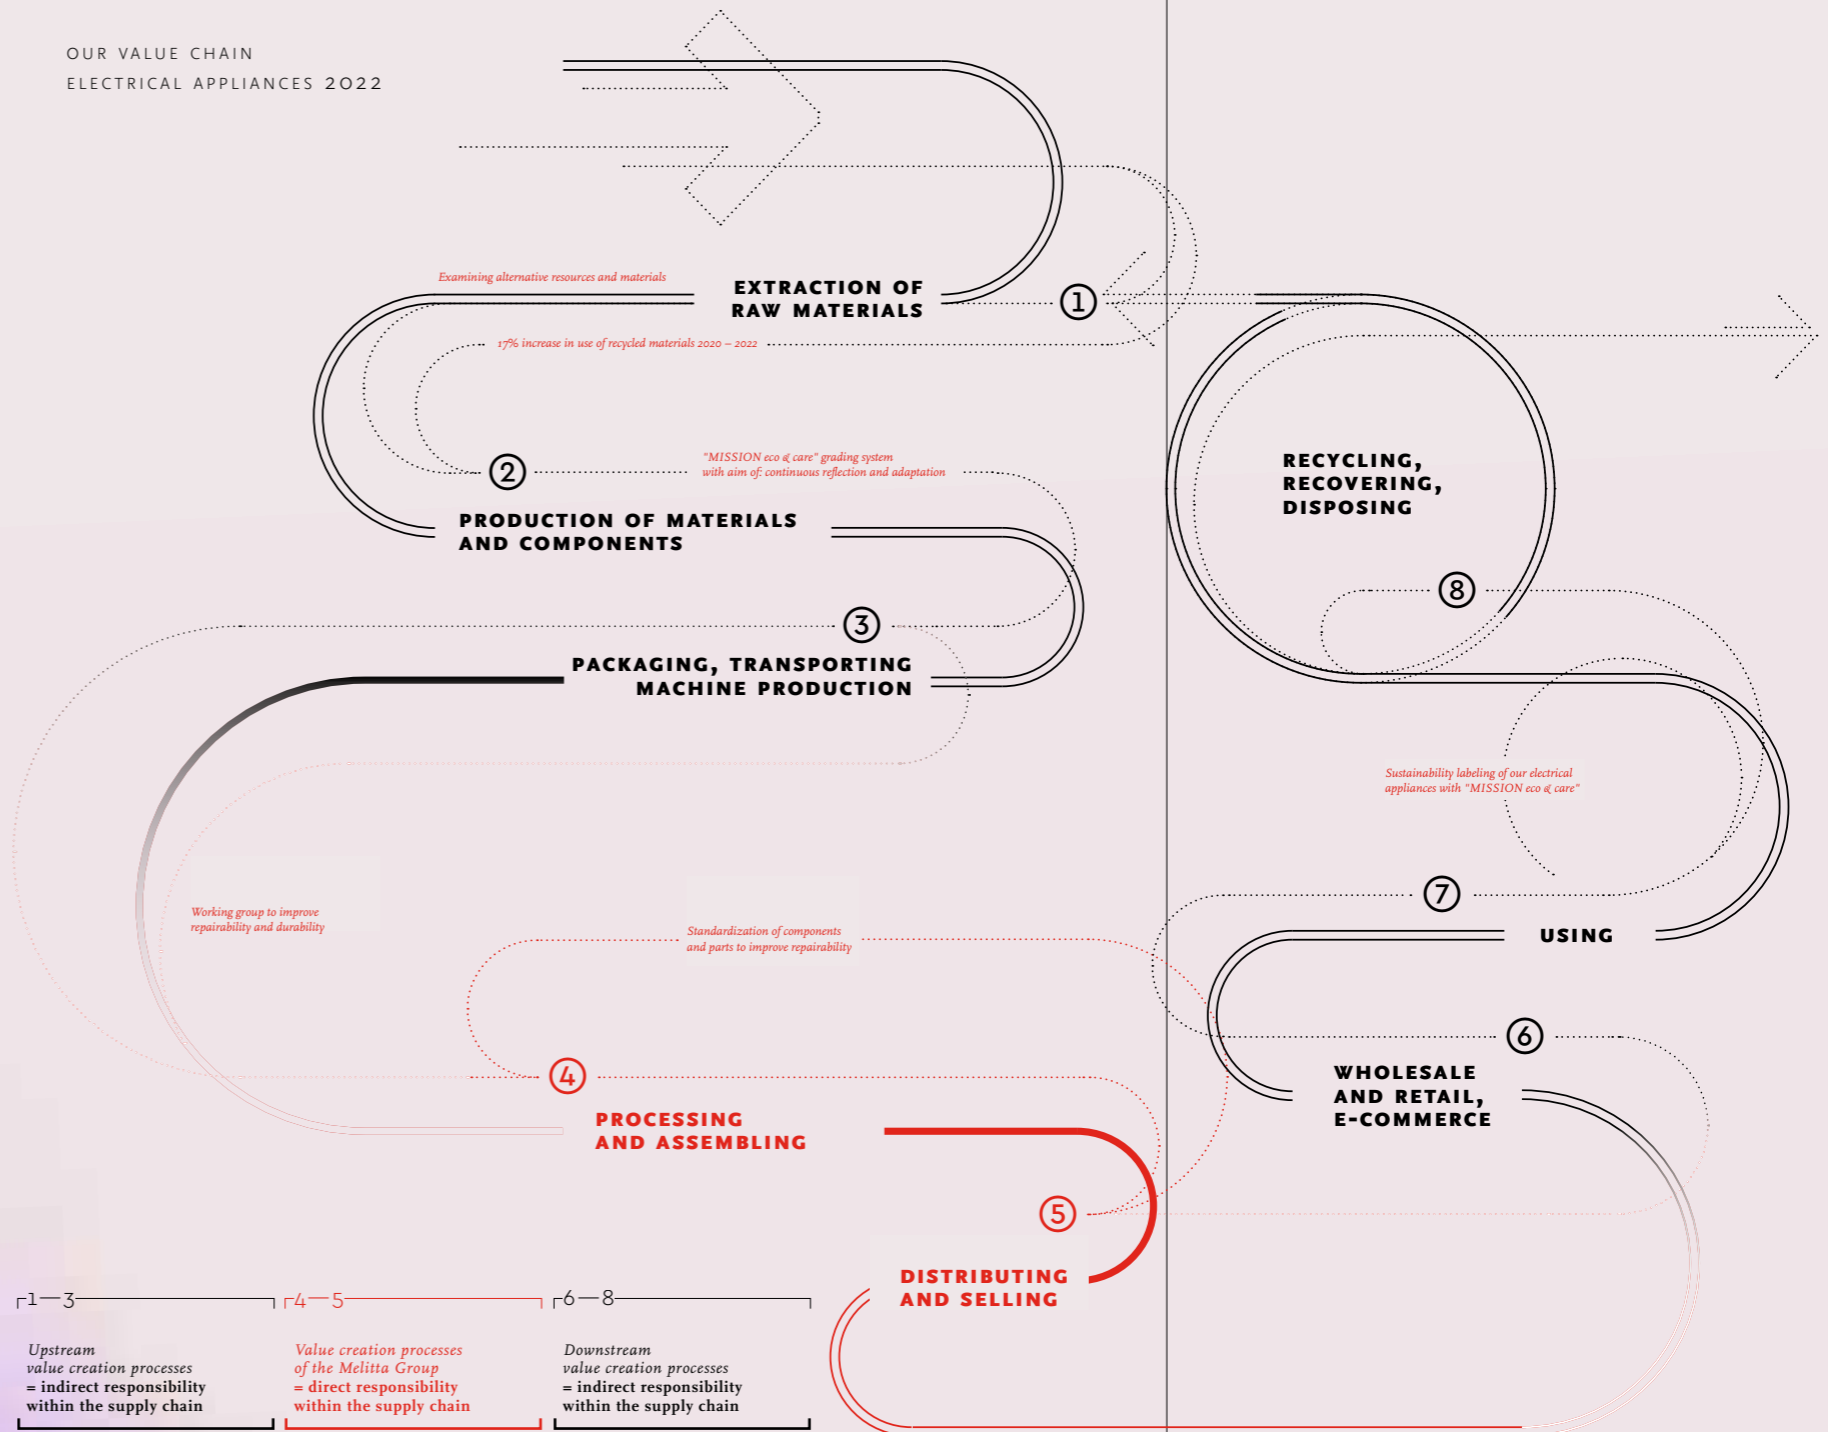 OUR VALUE CHAIN
ELECTRICAL APPLIANCES 2022
Examining alternative resources and materials
EXTRACTION OF
RAW MATERIALS
1
17% increase in use of recycled materials 2020 – 2022
2
"MISSION eco & care" grading system
with aim of: continuous reflection and adaptation
PRODUCTION OF MATERIALS
AND COMPONENTS
3
PACKAGING, TRANSPORTING
MACHINE PRODUCTION
Working group to improve
repairability and durability
Standardization of components
and parts to improve repairability
4
PROCESSING
AND ASSEMBLING
5
DISTRIBUTING
AND SELLING
RECYCLING,
RECOVERING,
DISPOSING
8
Sustainability labeling of our electrical
appliances with "MISSION eco & care"
7
USING
6
WHOLESALE
AND RETAIL,
E-COMMERCE
1—3
Upstream
value creation processes
= indirect responsibility
within the supply chain
4—5
Value creation processes
of the Melitta Group
= direct responsibility
within the supply chain
6—8
Downstream
value creation processes
= indirect responsibility
within the supply chain